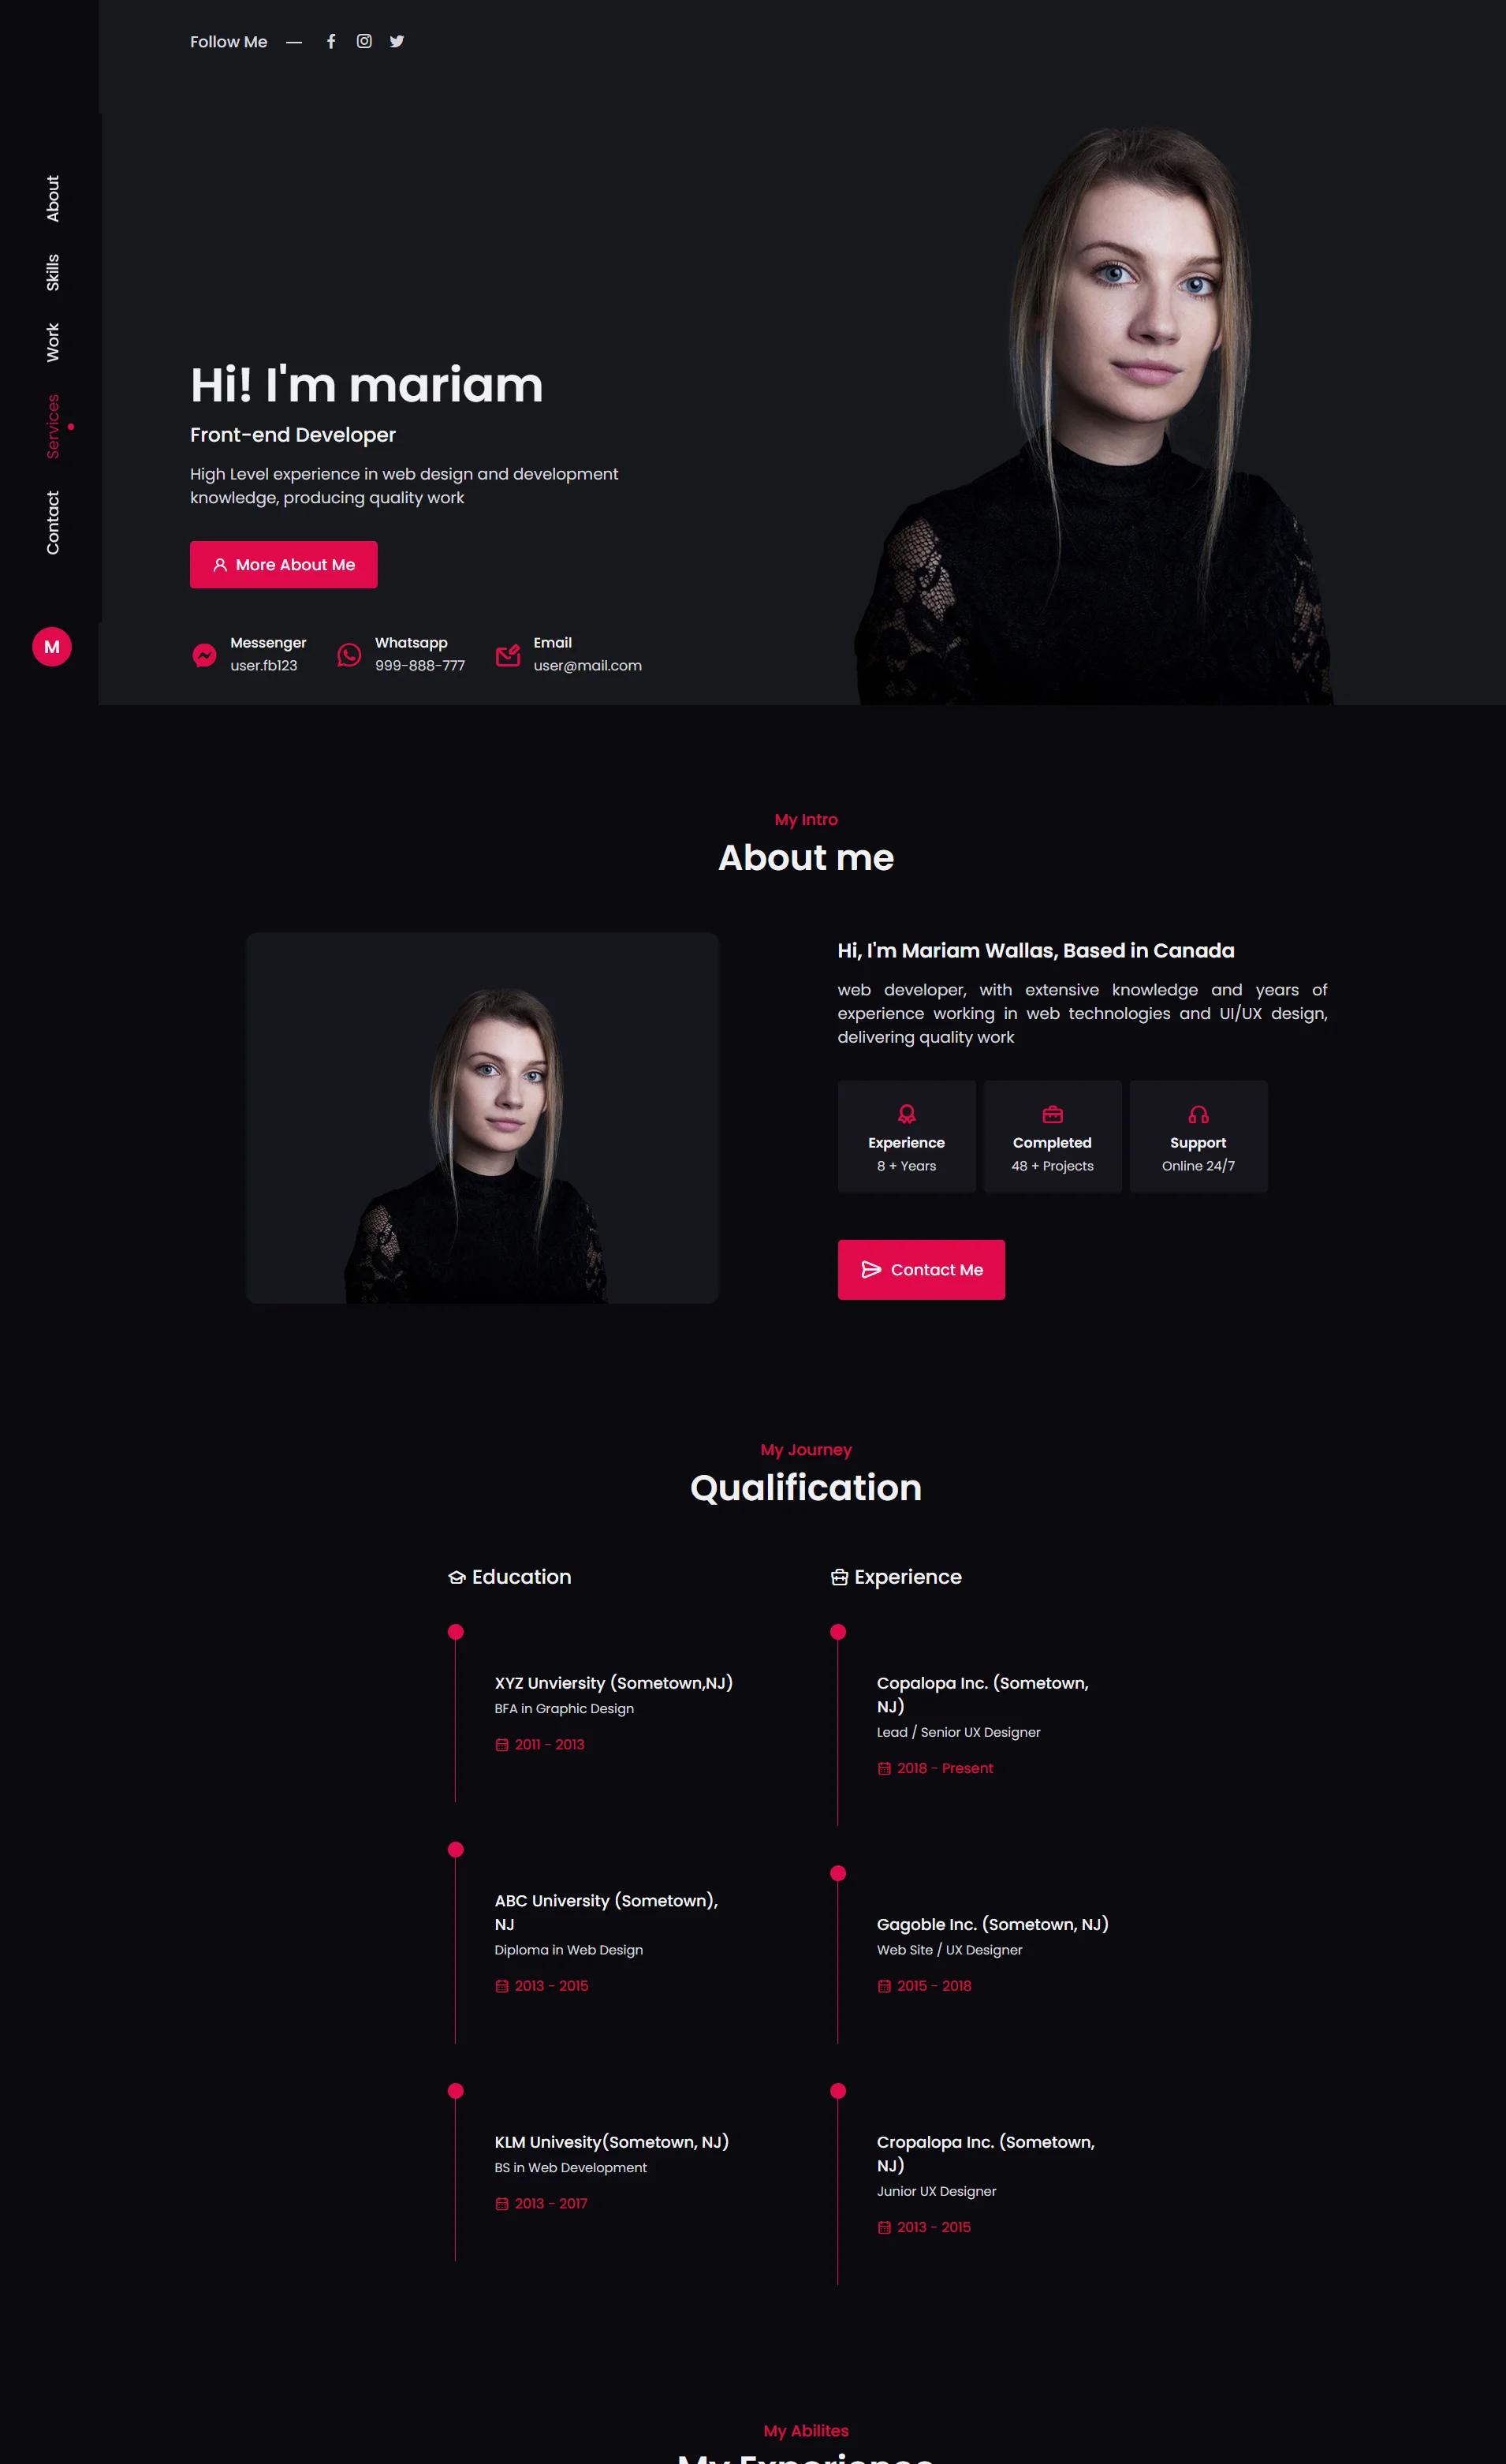 Follow Me —
About
Skills
Work
Services
Contact
M
Hi! I'm mariam
Front-end Developer
High Level experience in web design and development
knowledge, producing quality work
More About Me
Messenger
user.fb123
Whatsapp
999-888-777
Email
user@mail.com
My Intro
About me
Hi, I'm Mariam Wallas, Based in Canada
web developer, with extensive knowledge and years of
experience working in web technologies and UI/UX design,
delivering quality work
Experience
8 + Years
Completed
48 + Projects
Support
Online 24/7
Contact Me
My Journey
Qualification
Education
XYZ Unviersity (Sometown,NJ)
BFA in Graphic Design
2011 - 2013
ABC University (Sometown),
NJ
Diploma in Web Design
2013 - 2015
KLM Univesity(Sometown, NJ)
BS in Web Development
2013 - 2017
Experience
Copalopa Inc. (Sometown,
NJ)
Lead / Senior UX Designer
2018 - Present
Gagoble Inc. (Sometown, NJ)
Web Site / UX Designer
2015 - 2018
Cropalopa Inc. (Sometown,
NJ)
Junior UX Designer
2013 - 2015
My Abilites
My Experience